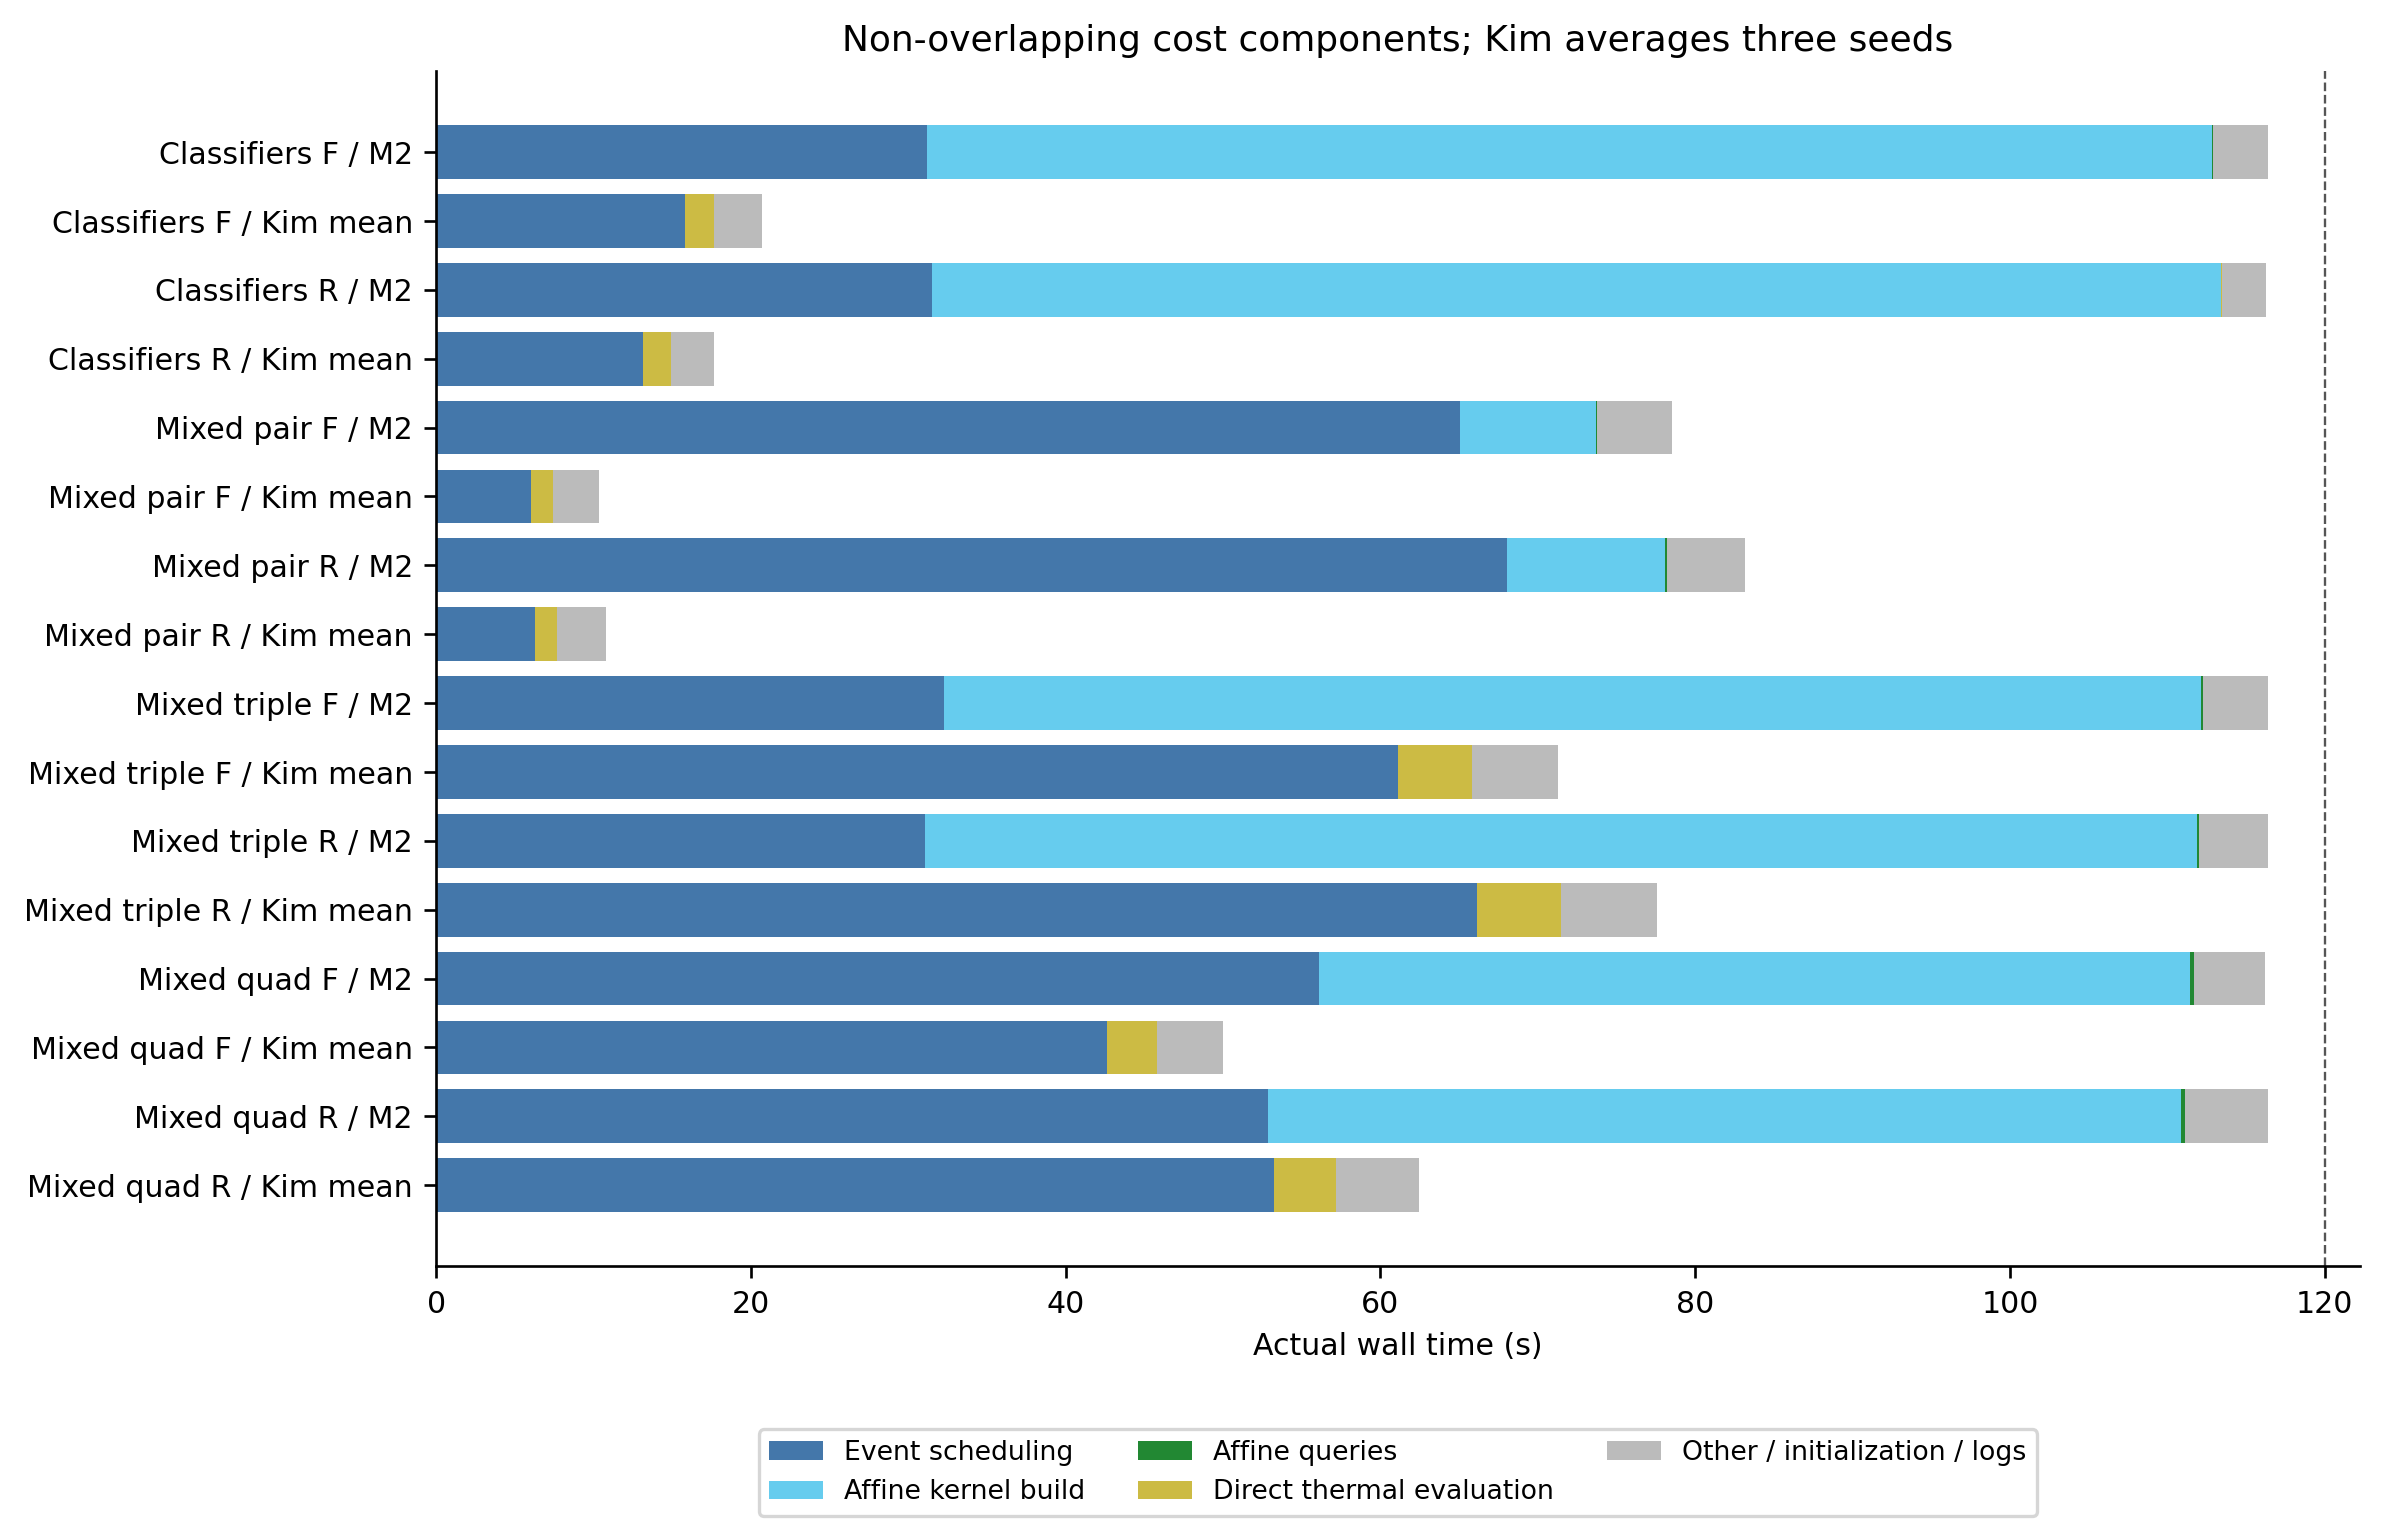 Non-overlapping cost components; Kim averages three seeds
Classifiers F / M2
Classifiers F / Kim mean
Classifiers R / M2
Classifiers R / Kim mean
Mixed pair F / M2
Mixed pair F / Kim mean
Mixed pair R / M2
Mixed pair R / Kim mean
Mixed triple F / M2
Mixed triple F / Kim mean
Mixed triple R / M2
Mixed triple R / Kim mean
Mixed quad F / M2
Mixed quad F / Kim mean
Mixed quad R / M2
Mixed quad R / Kim mean
0 20 40 60 80 100 120
Actual wall time (s)
Event scheduling
Affine kernel build
Affine queries
Direct thermal evaluation
Other / initialization / logs